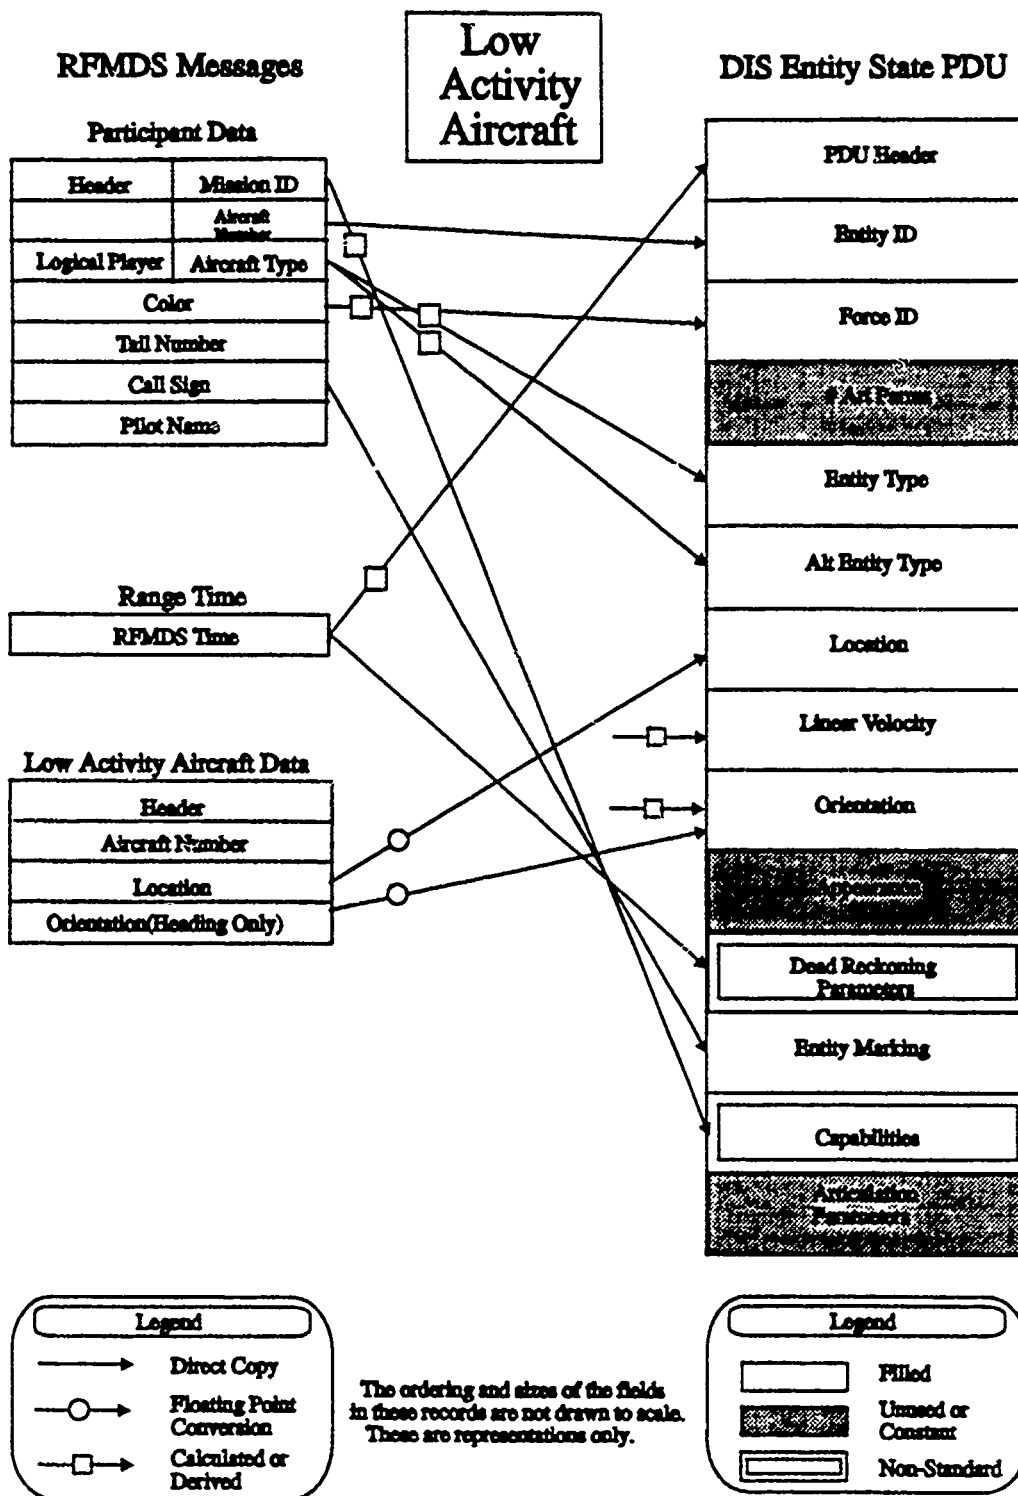 RFMDS Messages
Low
Activity
Aircraft
DIS Entity State PDU
Participant Data
Header
Mission ID
Aircraft
Number
Logical Player
Aircraft Type
Color
Tail Number
Call Sign
Pilot Name
Range Time
RFMDS Time
Low Activity Aircraft Data
Header
Aircraft Number
Location
Orientation(Heading Only)
PDU Header
Entity ID
Force ID
# Art Params
Entity Type
Alt Entity Type
Location
Linear Velocity
Orientation
Appearance
Dead Reckoning
Parameters
Entity Marking
Capabilities
Articulation
Parameters
Legend
Direct Copy
Floating Point
Conversion
Calculated or
Derived
The ordering and sizes of the fields
in these records are not drawn to scale.
These are representations only.
Legend
Filled
Unused or
Constant
Non-Standard